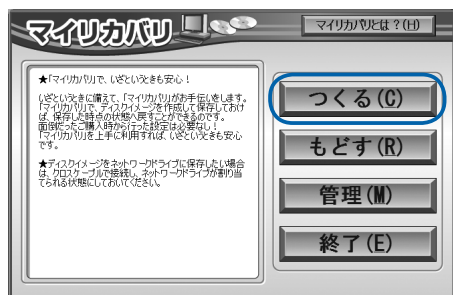 マイリカバリ
マイリカバリとは？(H)
★「マイリカバリ」で、いざというときも安心！
いざというときに備えて、「マイリカバリ」がお手伝いをします。
「マイリカバリ」で、ディスクイメージを作成して保存しておけ
ば、保存した時点の状態へ戻すことができるのです。
面倒だったご購入時から行った設定は必要なし！
「マイリカバリ」を上手に利用すれば、いざというときも安心
です。
★ディスクイメージをネットワークドライブに保存したい場合
は、クロスケーブルで接続し、ネットワークドライブが割り当
てられる状態にしておいてください。
つくる(C)
もどす(R)
管理(M)
終了(E)